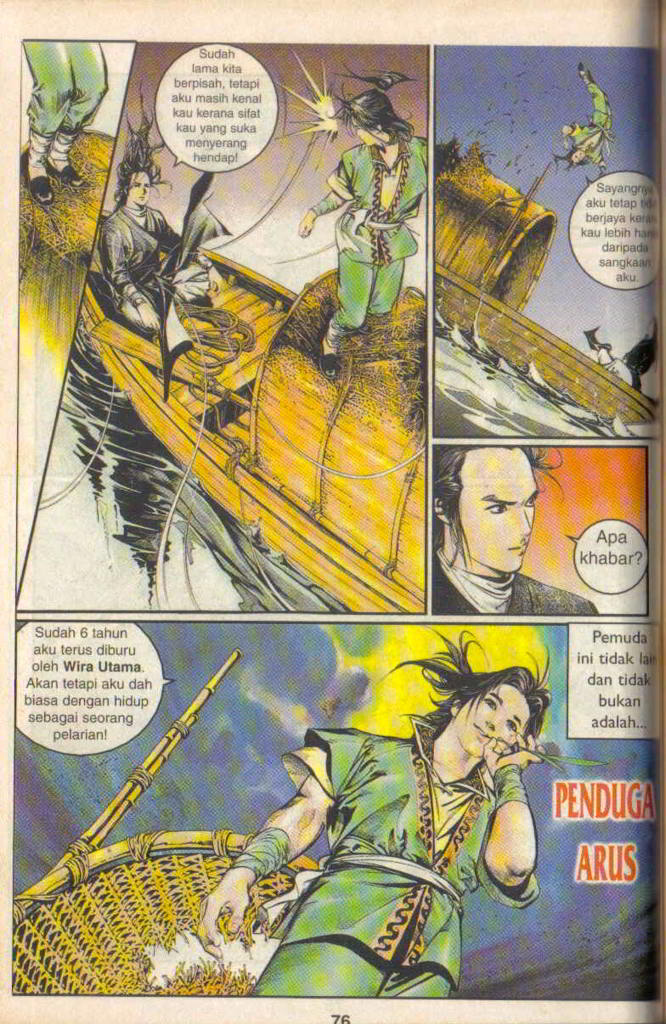 Sudah
lama kita
berpisah, tetapi
aku masih kenal
kau kerana sifat
kau yang suka
menyerang
hendap!
Sayangnya
aku tetap
berjaya
kau lebih
daripada
sangkaan
aku.
Apa
khabar?
Sudah 6 tahun
aku terus diburu
oleh Wira Utama.
Akan tetapi aku dah
biasa dengan hidup
sebagai seorang
pelarian!
Pemuda
ini tidak lain
dan tidak
bukan
adalah...
PENDUGA
ARUS
76